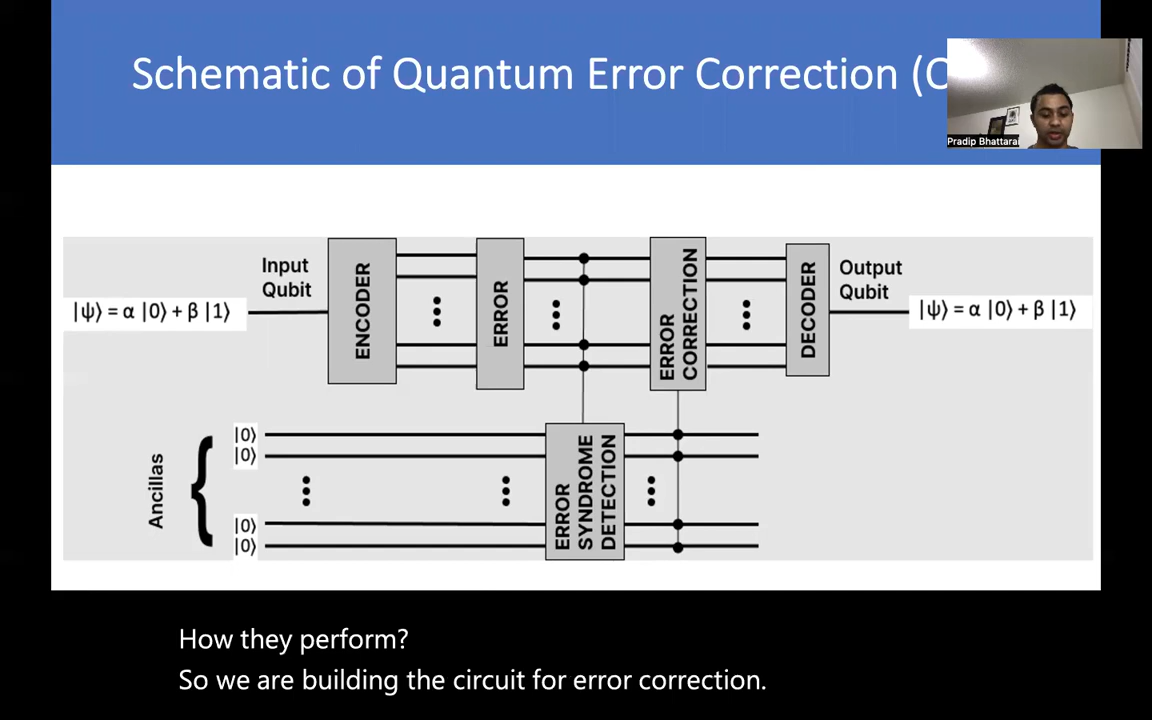 Schematic of Quantum Error Correction (
Pradip Bhattarai
Input
Qubit
|ψ⟩ = α |0⟩ + β |1⟩
ENCODER
ERROR
ERROR
CORRECTION
DECODER
Output
Qubit
|ψ⟩ = α |0⟩ + β |1⟩
Ancillas
|0⟩
|0⟩
|0⟩
|0⟩
ERROR
SYNDROME
DETECTION
How they perform?
So we are building the circuit for error correction.